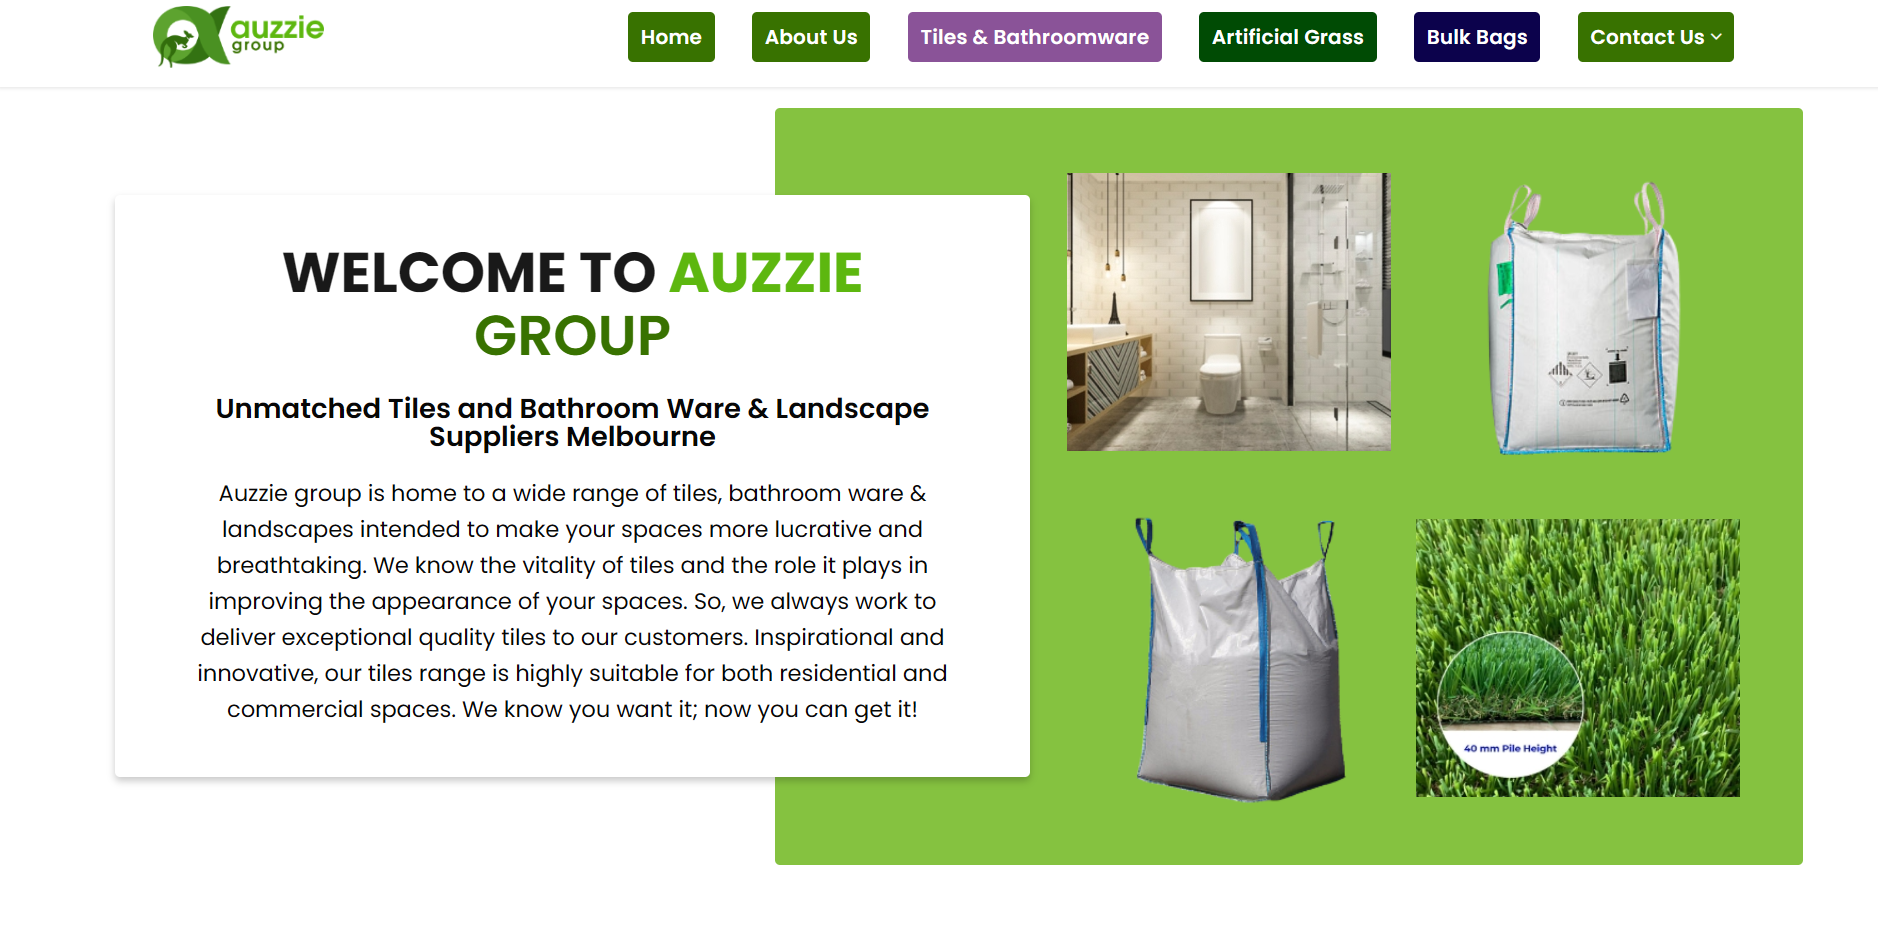 auzzie
group
Home
About Us
Tiles & Bathroomware
Artificial Grass
Bulk Bags
Contact Us
WELCOME TO AUZZIE
GROUP
Unmatched Tiles and Bathroom Ware & Landscape
Suppliers Melbourne
Auzzie group is home to a wide range of tiles, bathroom ware &
landscapes intended to make your spaces more lucrative and
breathtaking. We know the vitality of tiles and the role it plays in
improving the appearance of your spaces. So, we always work to
deliver exceptional quality tiles to our customers. Inspirational and
innovative, our tiles range is highly suitable for both residential and
commercial spaces. We know you want it; now you can get it!
40 mm Pile Height